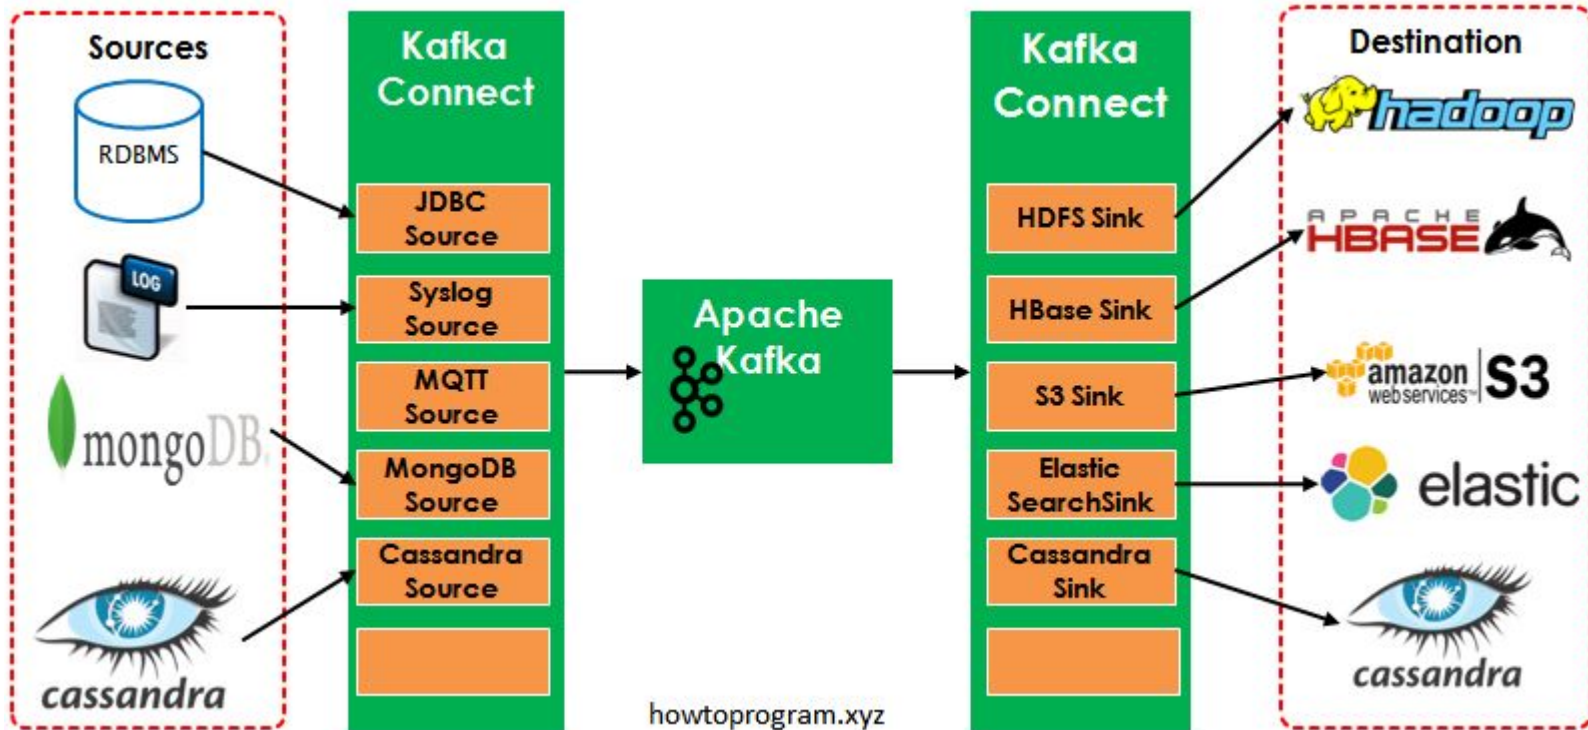 Sources
RDBMS
LOG
mongoDB
cassandra
Kafka
Connect
JDBC
Source
Syslog
Source
MQTT
Source
MongoDB
Source
Cassandra
Source
Apache
Kafka
howtoprogram.xyz
Kafka
Connect
HDFS Sink
HBase Sink
S3 Sink
Elastic
SearchSink
Cassandra
Sink
Destination
hadoop
APACHE
HBASE
amazon
webservices™
S3
elastic
cassandra